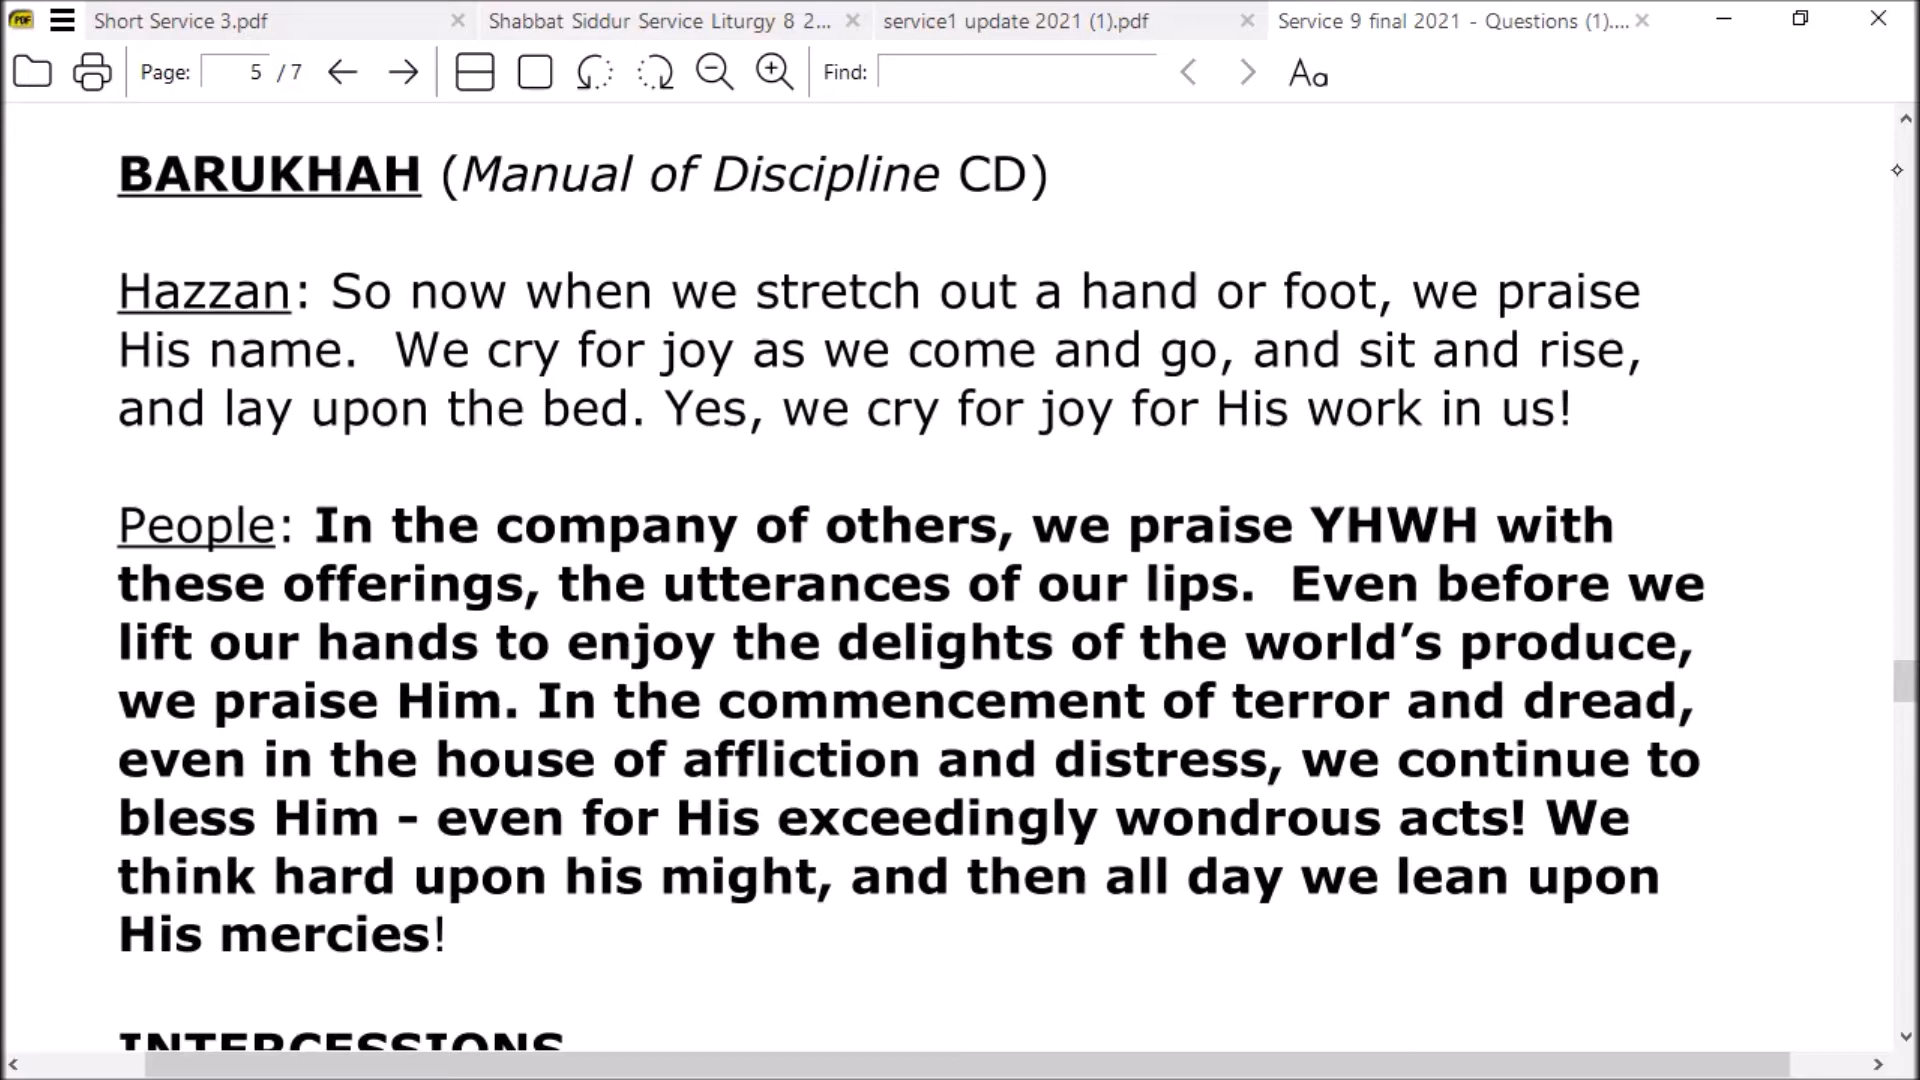 Short Service 3.pdf
Shabbat Siddur Service Liturgy 8 2...
service1 update 2021 (1).pdf
Service 9 final 2021 - Questions (1)....
Page: 5 / 7
Find:
Aa
BARUKHAH (Manual of Discipline CD)
Hazzan: So now when we stretch out a hand or foot, we praise
His name.  We cry for joy as we come and go, and sit and rise,
and lay upon the bed. Yes, we cry for joy for His work in us!
People: In the company of others, we praise YHWH with
these offerings, the utterances of our lips.  Even before we
lift our hands to enjoy the delights of the world’s produce,
we praise Him. In the commencement of terror and dread,
even in the house of affliction and distress, we continue to
bless Him - even for His exceedingly wondrous acts! We
think hard upon his might, and then all day we lean upon
His mercies!
INTERCESSIONS